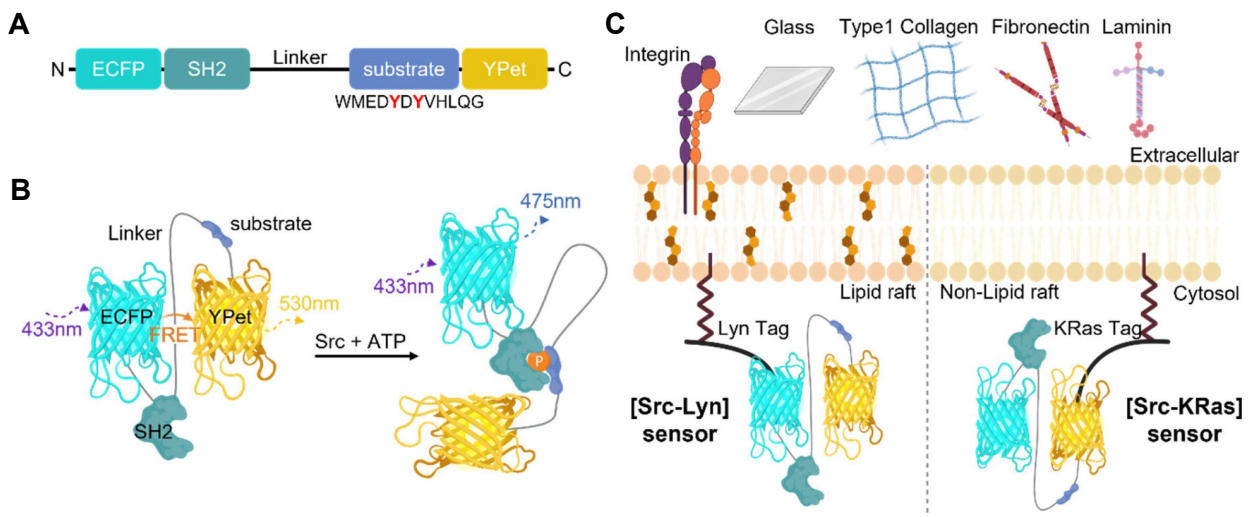 A
N
ECFP
SH2
Linker
substrate
YPet
C
WMEDYDYVHLQG
B
Linker
substrate
433nm
ECFP
FRET
YPet
530nm
SH2
Src + ATP
475nm
433nm
P
C
Integrin
Glass
Type1 Collagen
Fibronectin
Laminin
Extracellular
Lipid raft
Non-Lipid raft
Cytosol
Lyn Tag
KRas Tag
[Src-Lyn]
sensor
[Src-KRas]
sensor